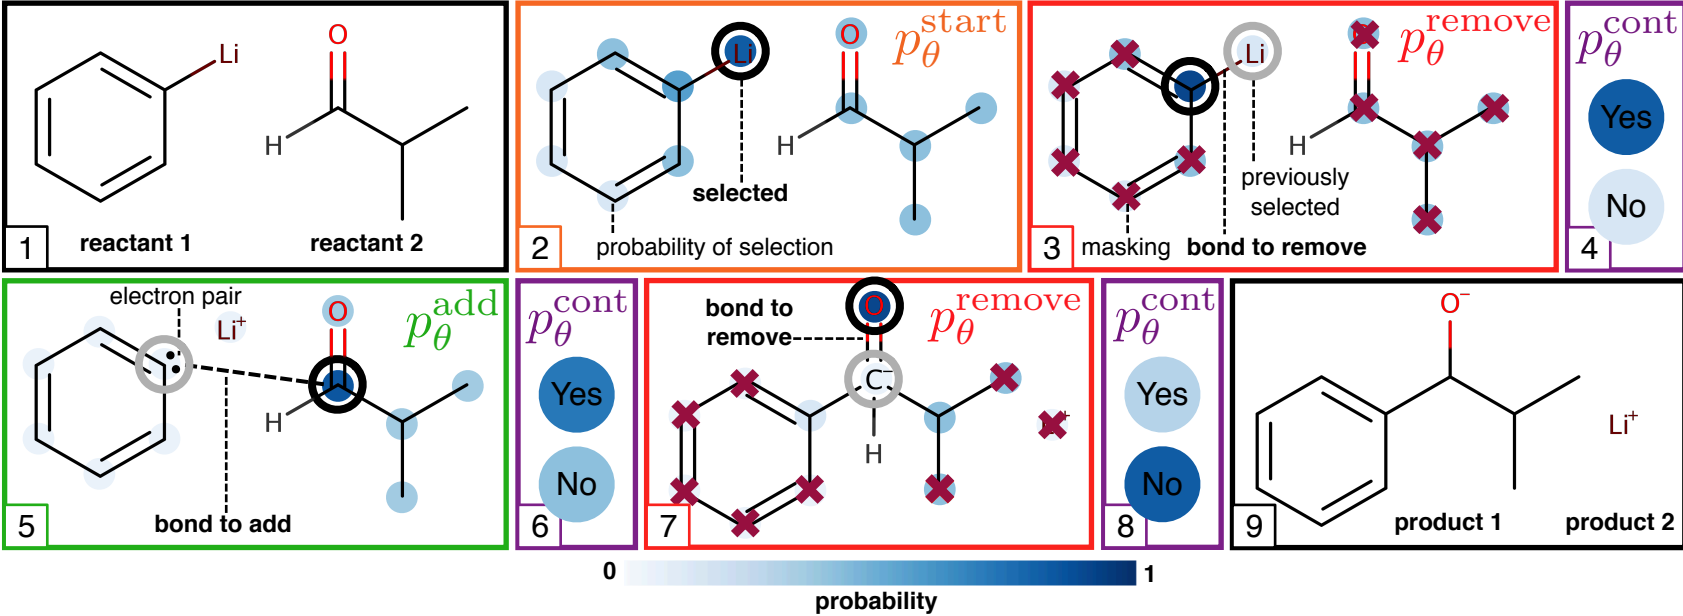 Li
O
H
1
reactant 1
reactant 2
Li
O
H
p_θ^start
selected
probability of selection
2
Li
H
p_θ^remove
previously
selected
masking
bond to remove
3
p_θ^cont
Yes
No
4
electron pair
Li⁺
O
H
p_θ^add
bond to add
5
p_θ^cont
Yes
No
6
bond to
remove
O
C⁻
H
p_θ^remove
7
p_θ^cont
Yes
No
8
O⁻
Li⁺
product 1
product 2
9
0
1
probability